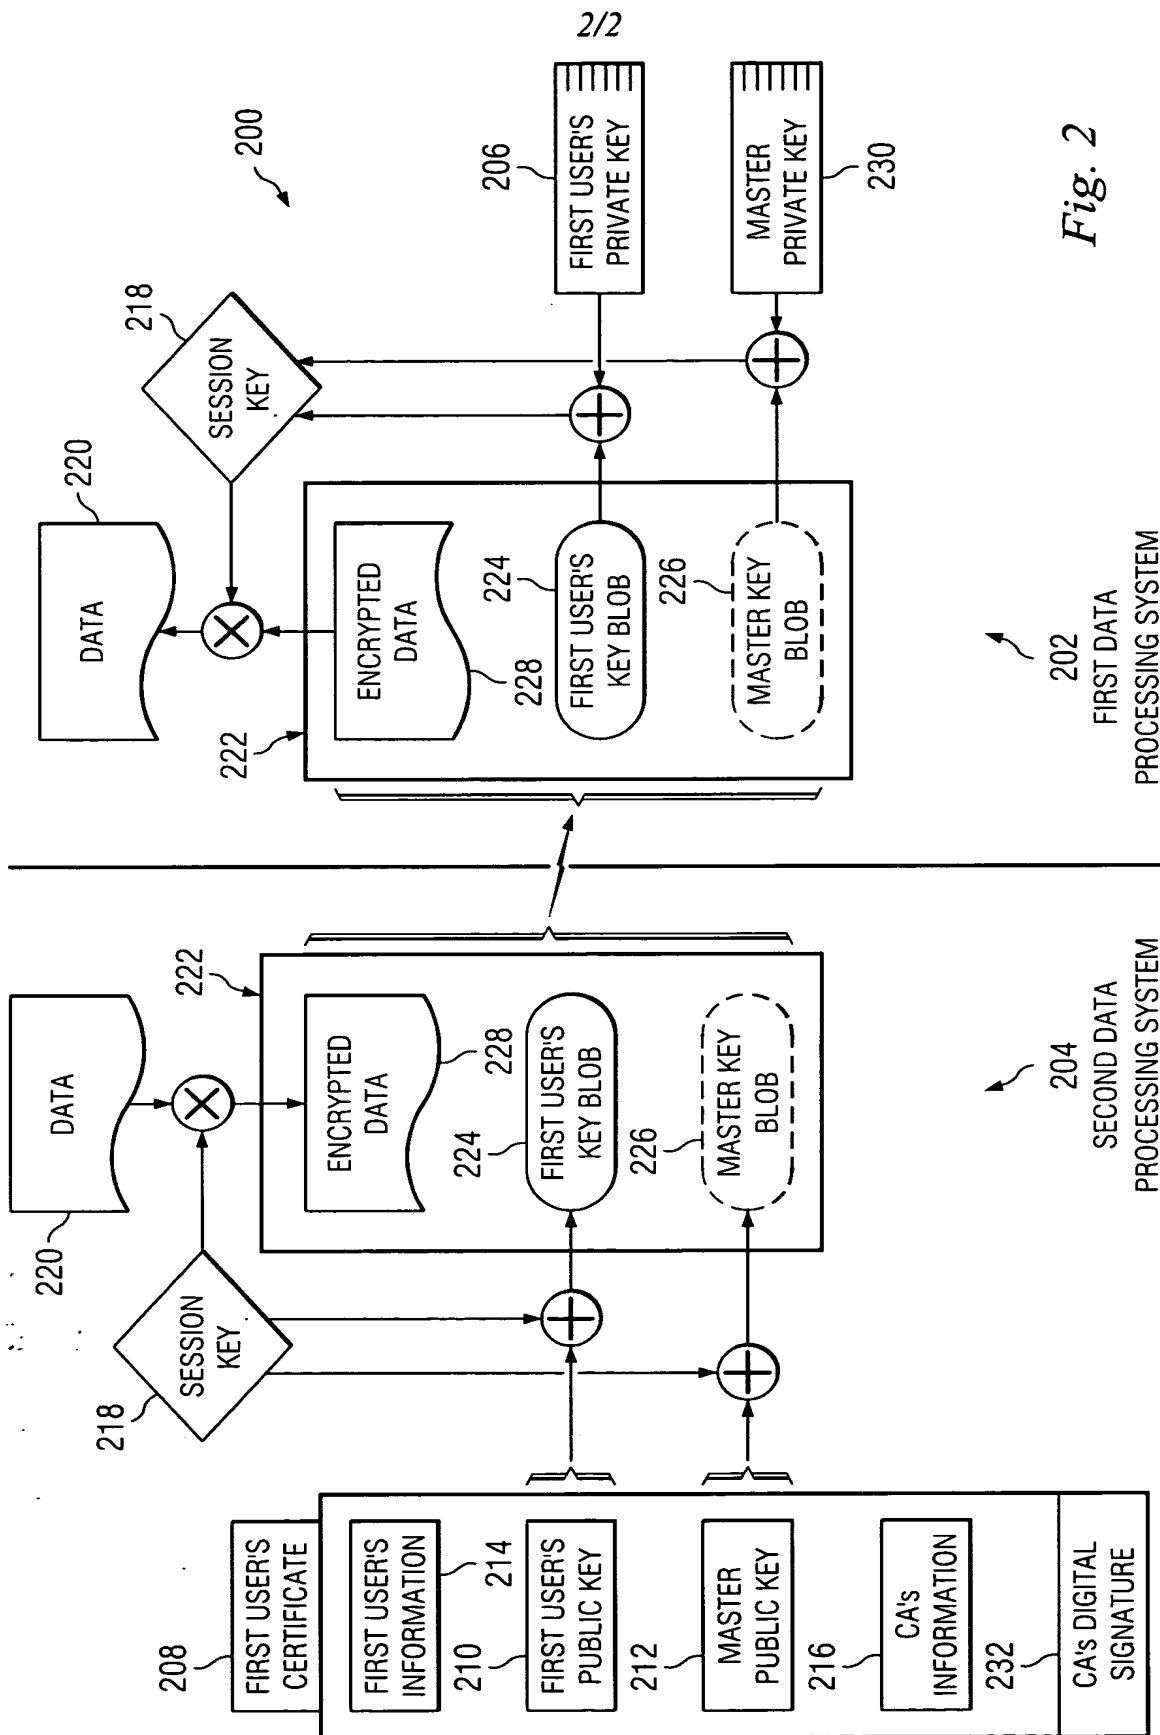 2/2
208
FIRST USER'S
CERTIFICATE
FIRST USER'S
INFORMATION
214
210
FIRST USER'S
PUBLIC KEY
212
MASTER
PUBLIC KEY
216
CA's
INFORMATION
232
CA's DIGITAL
SIGNATURE
218
SESSION
KEY
220
DATA
222
ENCRYPTED
DATA
228
224
FIRST USER'S
KEY BLOB
226
MASTER KEY
BLOB
204
SECOND DATA
PROCESSING SYSTEM
220
DATA
222
ENCRYPTED
DATA
228
224
FIRST USER'S
KEY BLOB
226
MASTER KEY
BLOB
202
FIRST DATA
PROCESSING SYSTEM
218
SESSION
KEY
200
206
FIRST USER'S
PRIVATE KEY
MASTER
PRIVATE KEY
230
Fig. 2